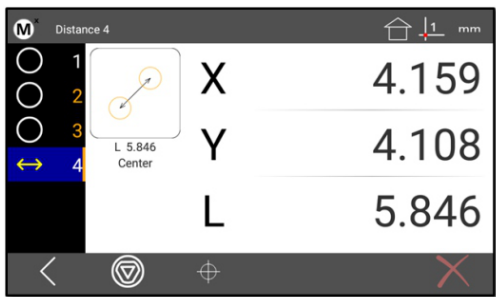 M Distance 4 1 mm
1
2
3
4
L 5.846
Center
X 4.159
Y 4.108
L 5.846